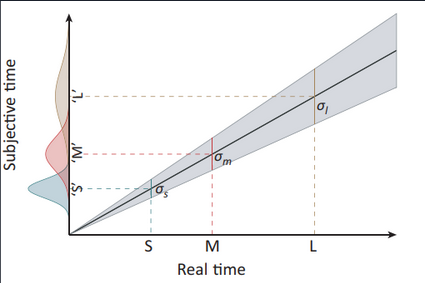 Subjective time
'L'
'M'
'S'
σl
σm
σs
S M L
Real time